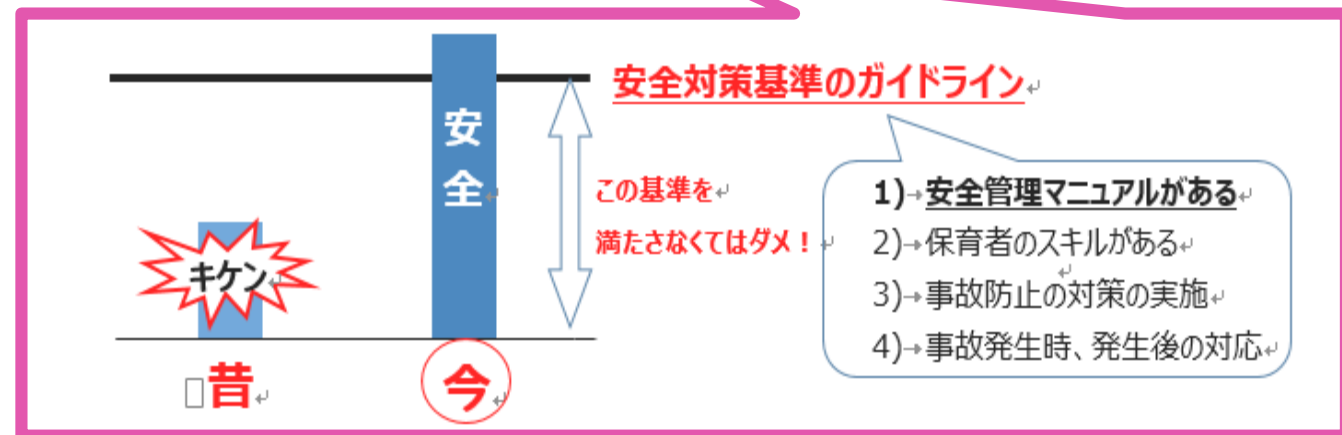 安全対策基準のガイドライン
安
全
この基準を
満たさなくてはダメ！
1)→安全管理マニュアルがある
2)→保育者のスキルがある
3)→事故防止の対策の実施
4)→事故発生時、発生後の対応
キケン
昔
今